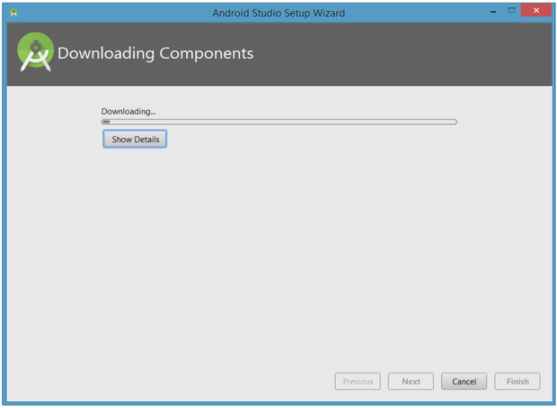 Android Studio Setup Wizard
Downloading Components
Downloading...
Show Details
Previous Next Cancel Finish